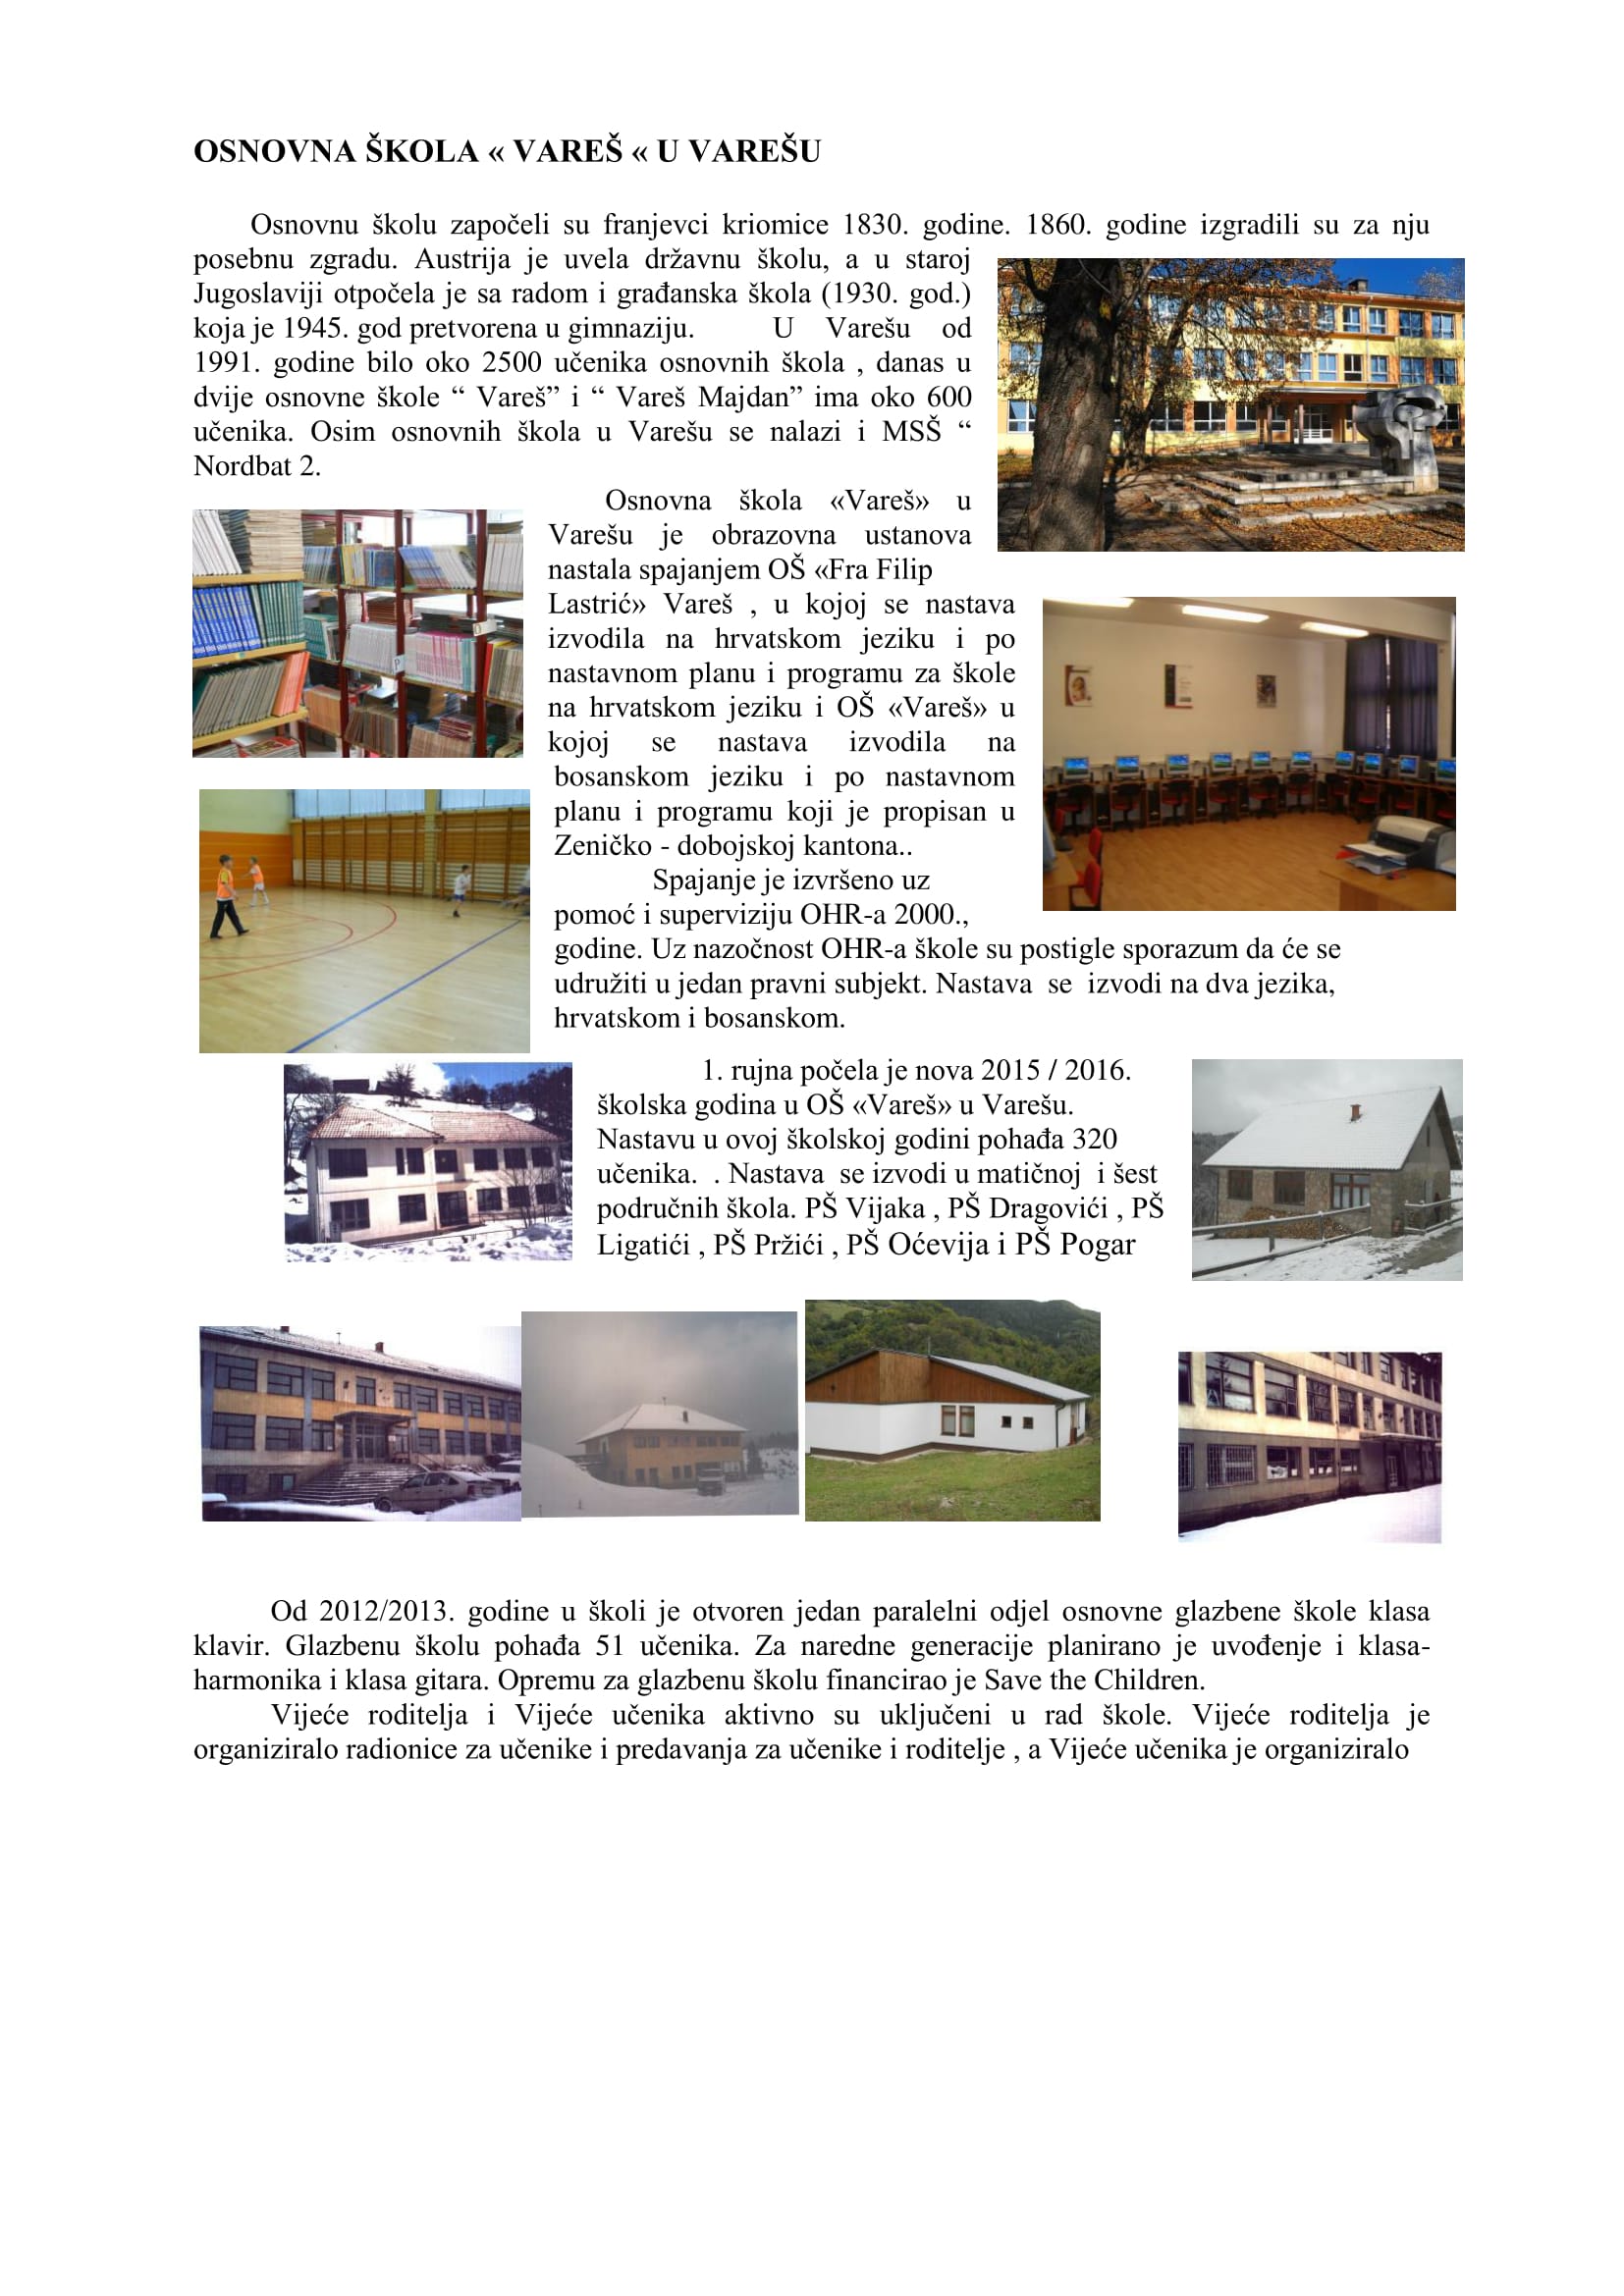 OSNOVNA ŠKOLA « VAREŠ « U VAREŠU
Osnovnu školu započeli su franjevci kriomice 1830. godine. 1860. godine izgradili su za nju
posebnu zgradu. Austrija je uvela državnu školu, a u staroj
Jugoslaviji otpočela je sa radom i građanska škola (1930. god.)
koja je 1945. god pretvorena u gimnaziju. U Varešu od
1991. godine bilo oko 2500 učenika osnovnih škola , danas u
dvije osnovne škole “ Vareš” i “ Vareš Majdan” ima oko 600
učenika. Osim osnovnih škola u Varešu se nalazi i MSŠ “
Nordbat 2.
Osnovna škola «Vareš» u
Varešu je obrazovna ustanova
nastala spajanjem OŠ «Fra Filip
Lastrić» Vareš , u kojoj se nastava
izvodila na hrvatskom jeziku i po
nastavnom planu i programu za škole
na hrvatskom jeziku i OŠ «Vareš» u
kojoj se nastava izvodila na
bosanskom jeziku i po nastavnom
planu i programu koji je propisan u
Zeničko - dobojskoj kantona..
Spajanje je izvršeno uz
pomoć i superviziju OHR-a 2000.,
godine. Uz nazočnost OHR-a škole su postigle sporazum da će se
udružiti u jedan pravni subjekt. Nastava se izvodi na dva jezika,
hrvatskom i bosanskom.
1. rujna počela je nova 2015 / 2016.
školska godina u OŠ «Vareš» u Varešu.
Nastavu u ovoj školskoj godini pohađa 320
učenika. . Nastava se izvodi u matičnoj i šest
područnih škola. PŠ Vijaka , PŠ Dragovići , PŠ
Ligatići , PŠ Pržići , PŠ Oćevija i PŠ Pogar
Od 2012/2013. godine u školi je otvoren jedan paralelni odjel osnovne glazbene škole klasa
klavir. Glazbenu školu pohađa 51 učenika. Za naredne generacije planirano je uvođenje i klasa-
harmonika i klasa gitara. Opremu za glazbenu školu financirao je Save the Children.
Vijeće roditelja i Vijeće učenika aktivno su uključeni u rad škole. Vijeće roditelja je
organiziralo radionice za učenike i predavanja za učenike i roditelje , a Vijeće učenika je organiziralo